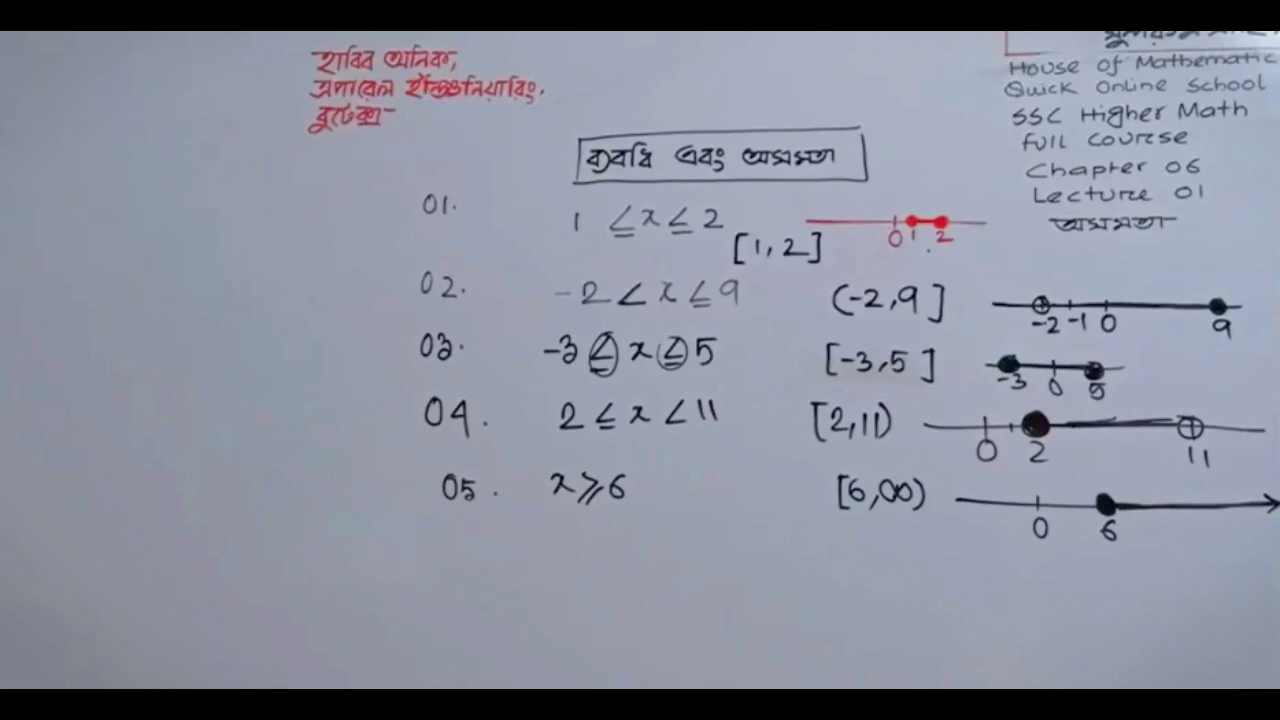 হাবিব অনিক,
এপারেল ইঞ্জিনিয়ারিং,
বুটেক্স
House of Mathematic
Quick Online School
SSC Higher Math
Full Course
Chapter 06
Lecture 01
অসমতা
ব্যবধি এবং অসমতা
01. 1 ≤ x ≤ 2 [1, 2] 0 1 2
02. -2 < x ≤ 9 (-2, 9] -2 -1 0 9
03. -3 ≤ x ≤ 5 [-3, 5] -3 0 5
04. 2 ≤ x < 11 [2, 11) 0 2 11
05. x ≥ 6 [6, ∞) 0 6